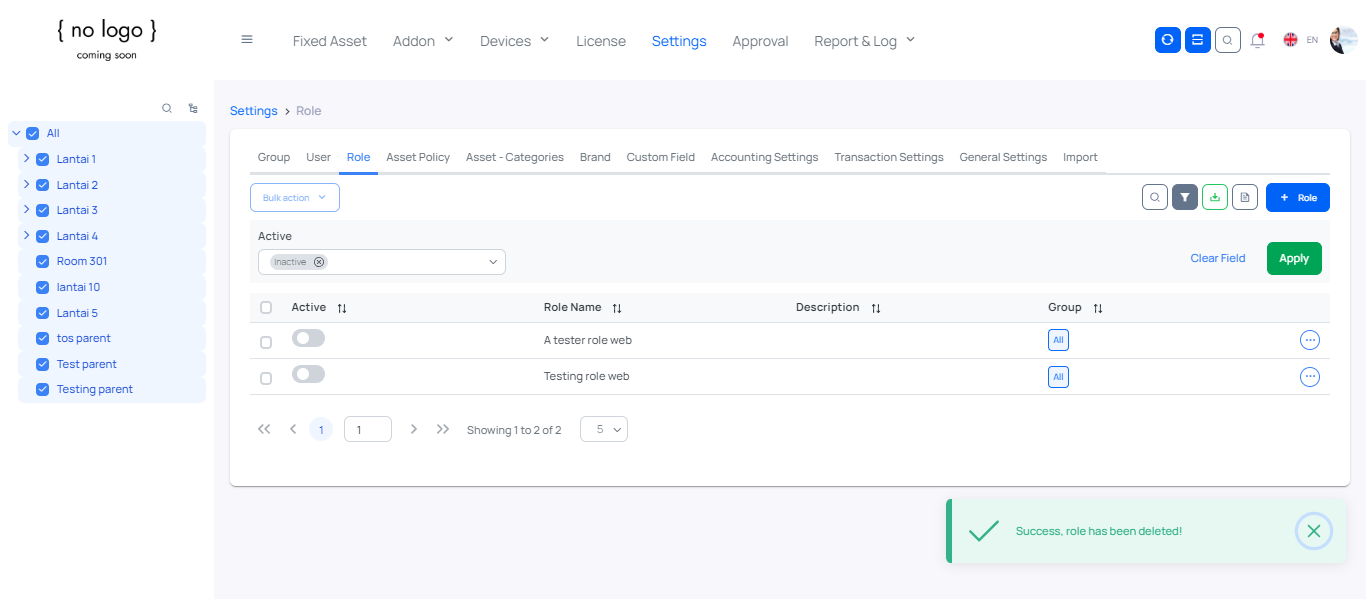 { no logo }
coming soon
Fixed Asset Addon Devices License Settings Approval Report & Log EN
Settings > Role
All
Lantai 1
Lantai 2
Lantai 3
Lantai 4
Room 301
lantai 10
Lantai 5
tos parent
Test parent
Testing parent
Group User Role Asset Policy Asset - Categories Brand Custom Field Accounting Settings Transaction Settings General Settings Import
Bulk action + Role
Active
Inactive Clear Field Apply
Active Role Name Description Group
A tester role web All
Testing role web All
1 1 Showing 1 to 2 of 2 5
Success, role has been deleted!